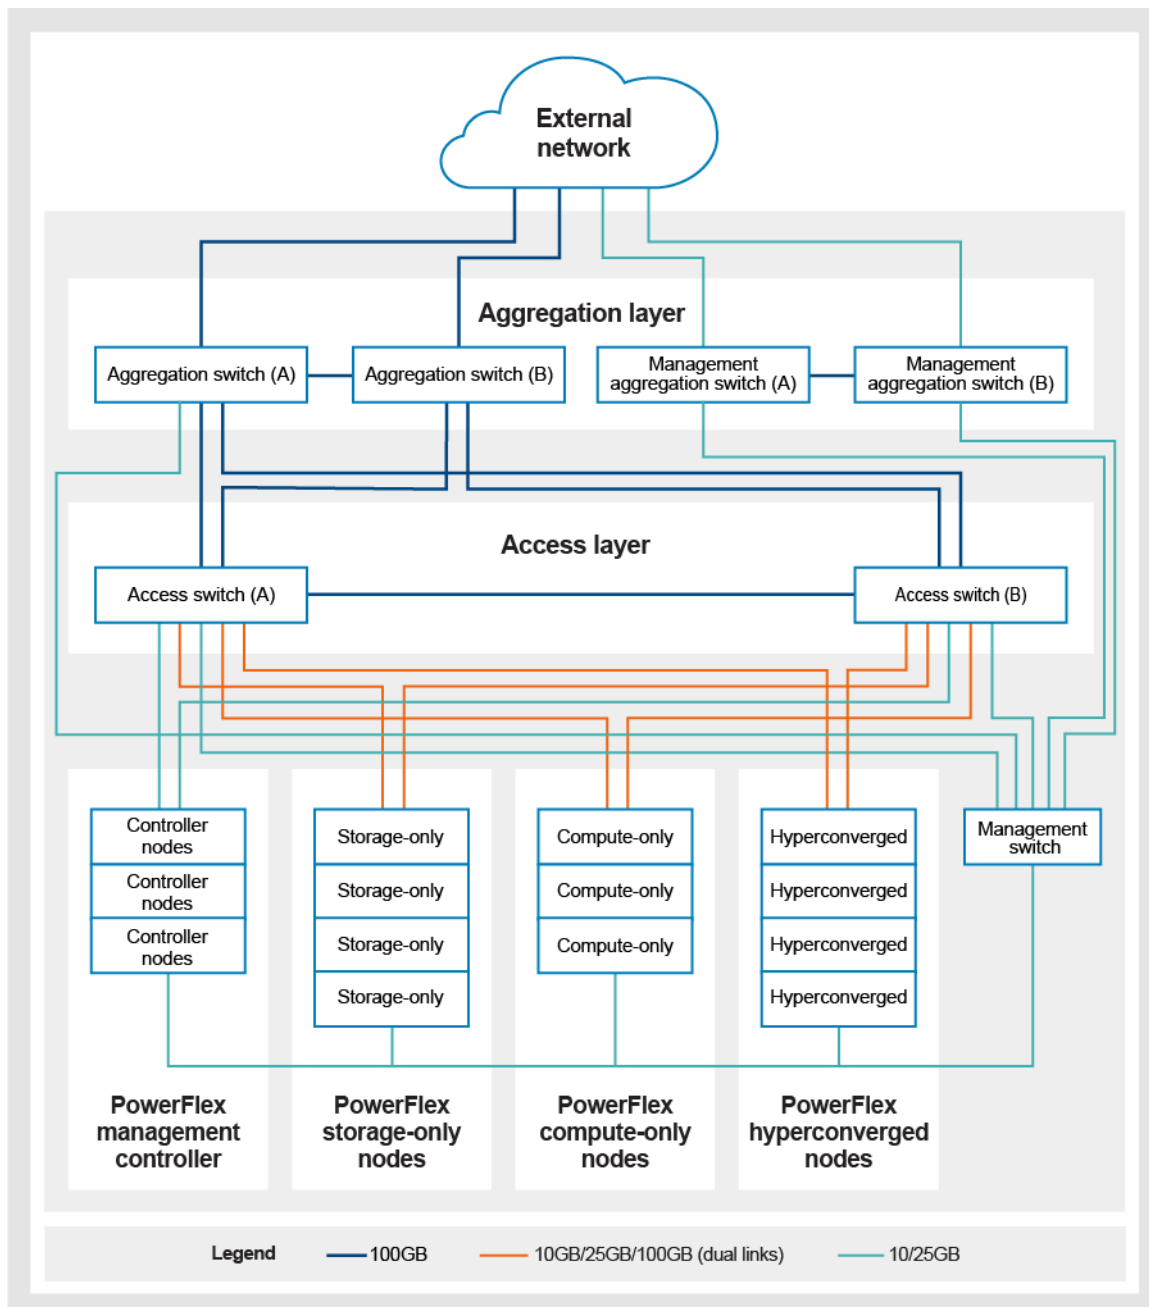 External
network
Aggregation layer
Aggregation switch (A)
Aggregation switch (B)
Management
aggregation switch (A)
Management
aggregation switch (B)
Access layer
Access switch (A)
Access switch (B)
Controller
nodes
Controller
nodes
Controller
nodes
Storage-only
Storage-only
Storage-only
Storage-only
Compute-only
Compute-only
Compute-only
Hyperconverged
Hyperconverged
Hyperconverged
Hyperconverged
Management
switch
PowerFlex
management
controller
PowerFlex
storage-only
nodes
PowerFlex
compute-only
nodes
PowerFlex
hyperconverged
nodes
Legend
100GB
10GB/25GB/100GB (dual links)
10/25GB